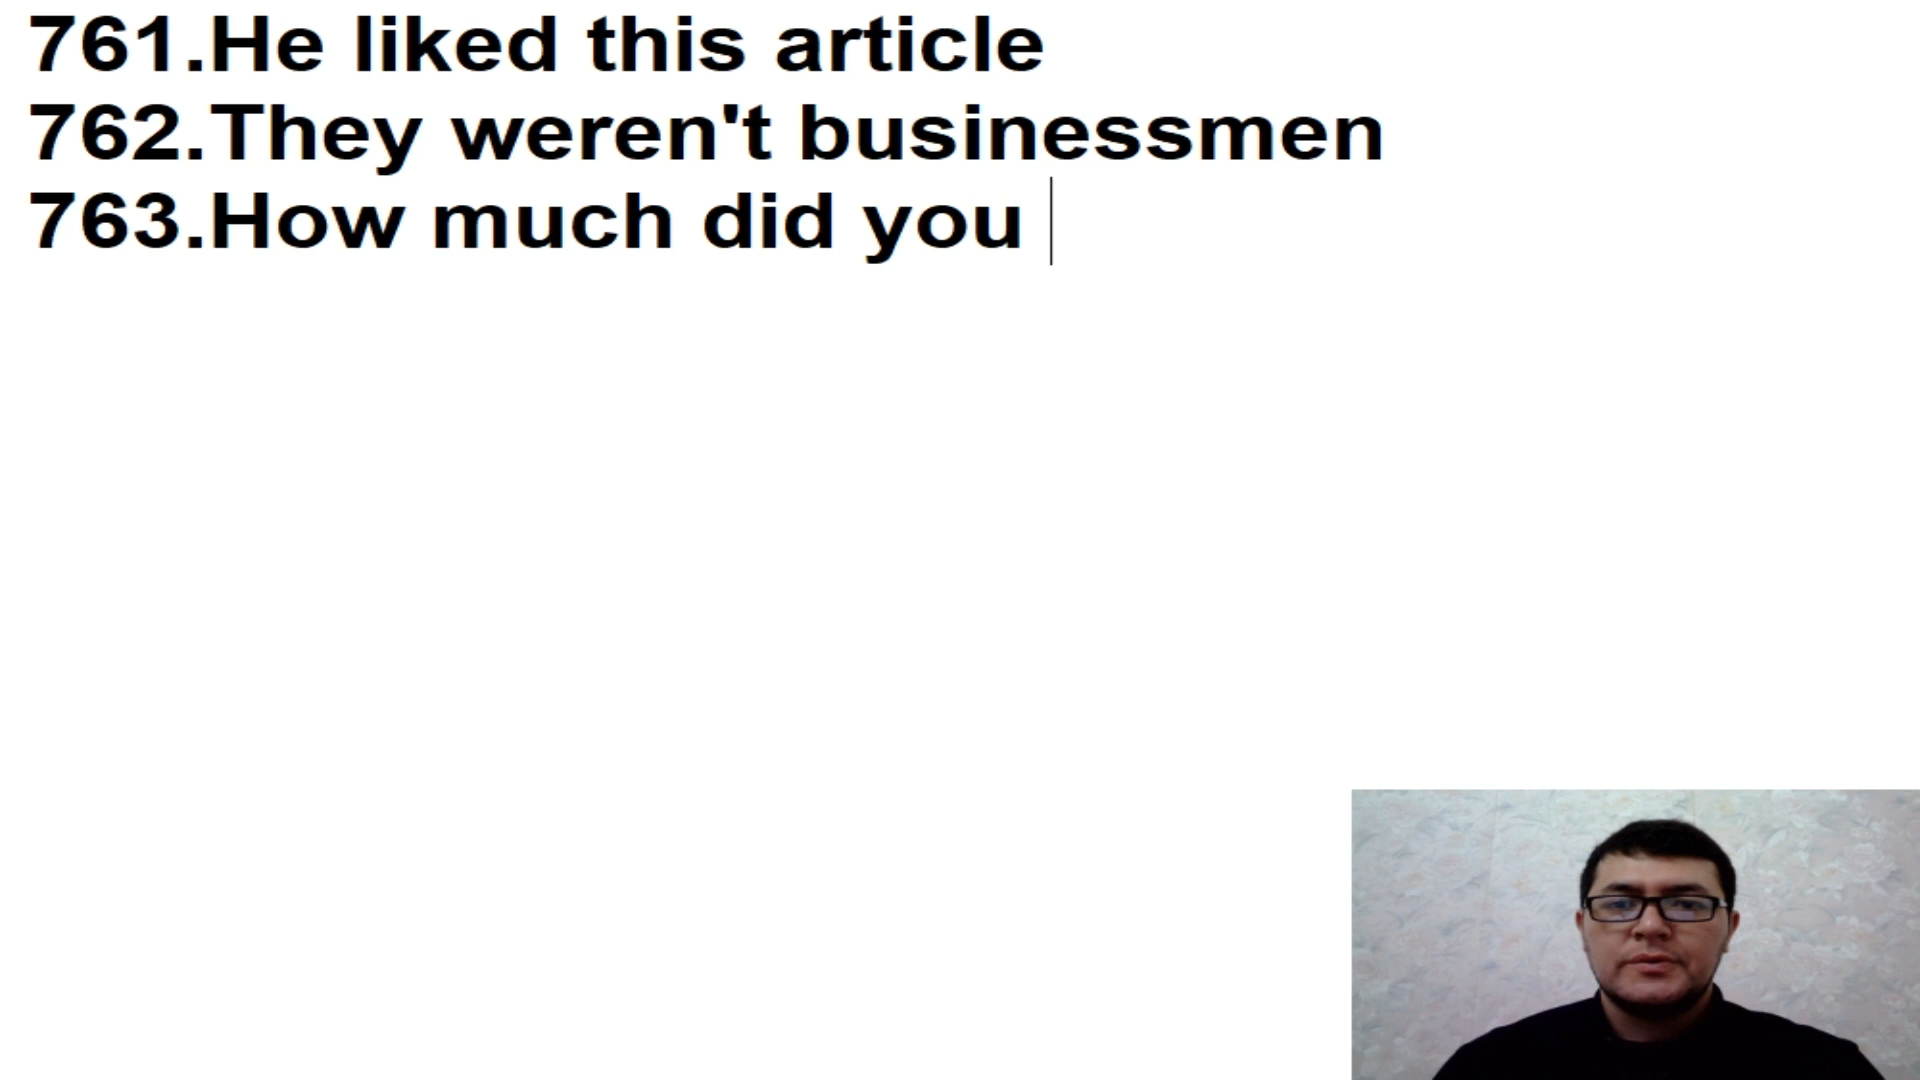 761.He liked this article
762.They weren't businessmen
763.How much did you